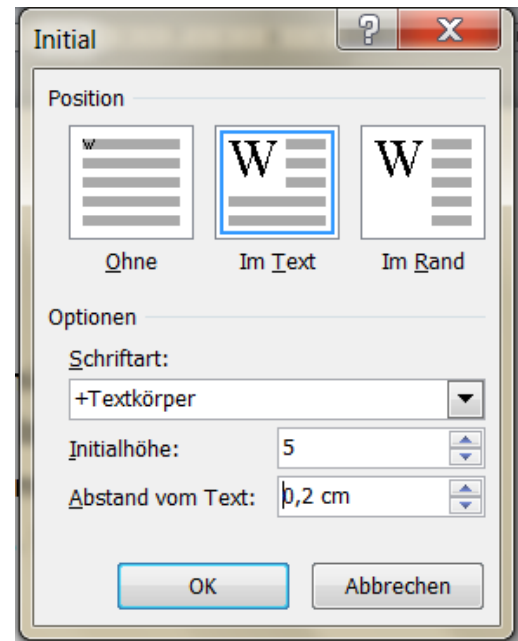 Initial
Position
W W W
Ohne Im Text Im Rand
Optionen
Schriftart:
+Textkörper
Initialhöhe: 5
Abstand vom Text: 0,2 cm
OK Abbrechen